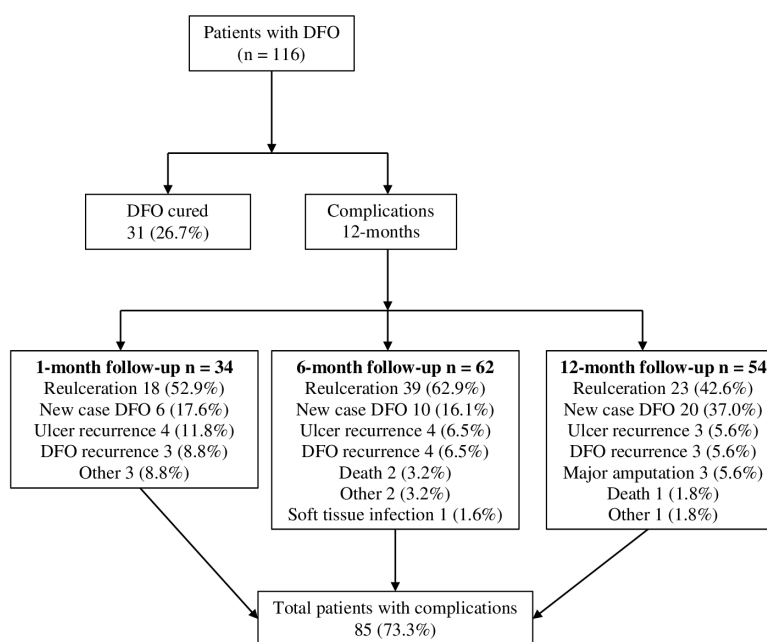 Patients with DFO
(n = 116)
DFO cured
31 (26.7%)
Complications
12-months
1-month follow-up n = 34
Reulceration 18 (52.9%)
New case DFO 6 (17.6%)
Ulcer recurrence 4 (11.8%)
DFO recurrence 3 (8.8%)
Other 3 (8.8%)
6-month follow-up n = 62
Reulceration 39 (62.9%)
New case DFO 10 (16.1%)
Ulcer recurrence 4 (6.5%)
DFO recurrence 4 (6.5%)
Death 2 (3.2%)
Other 2 (3.2%)
Soft tissue infection 1 (1.6%)
12-month follow-up n = 54
Reulceration 23 (42.6%)
New case DFO 20 (37.0%)
Ulcer recurrence 3 (5.6%)
DFO recurrence 3 (5.6%)
Major amputation 3 (5.6%)
Death 1 (1.8%)
Other 1 (1.8%)
Total patients with complications
85 (73.3%)